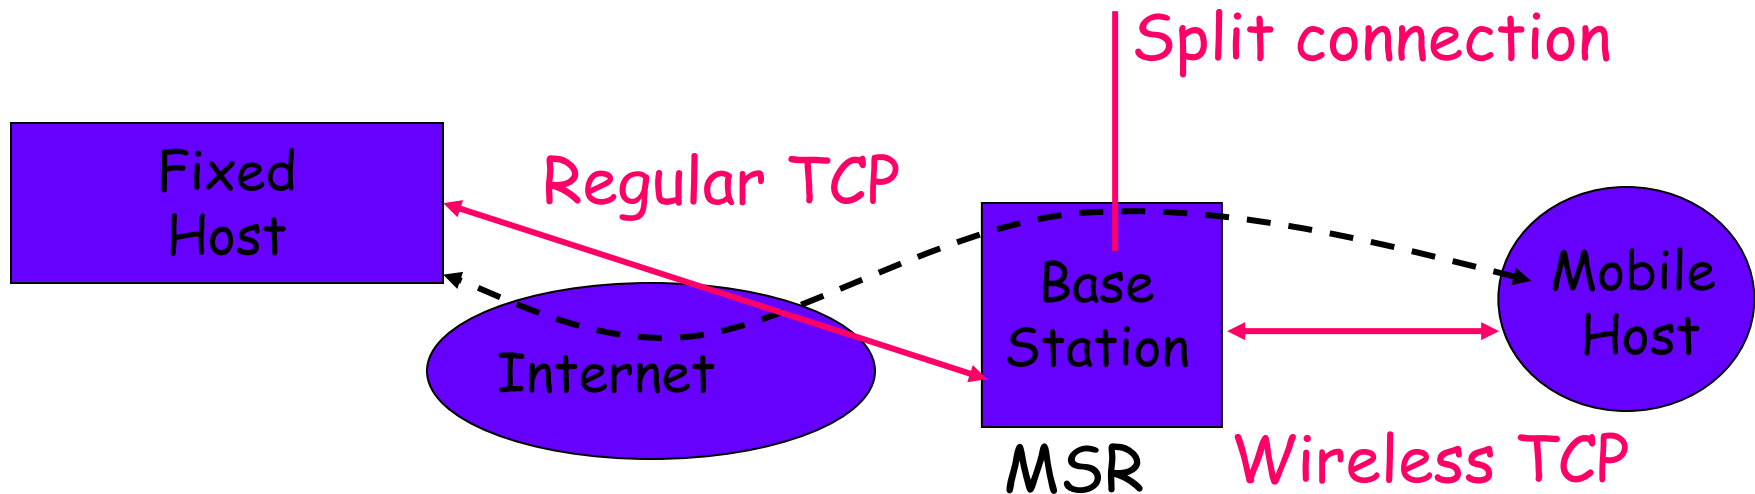 Split connection
Fixed
Host
Regular TCP
Internet
Base
Station
Mobile
Host
MSR
Wireless TCP